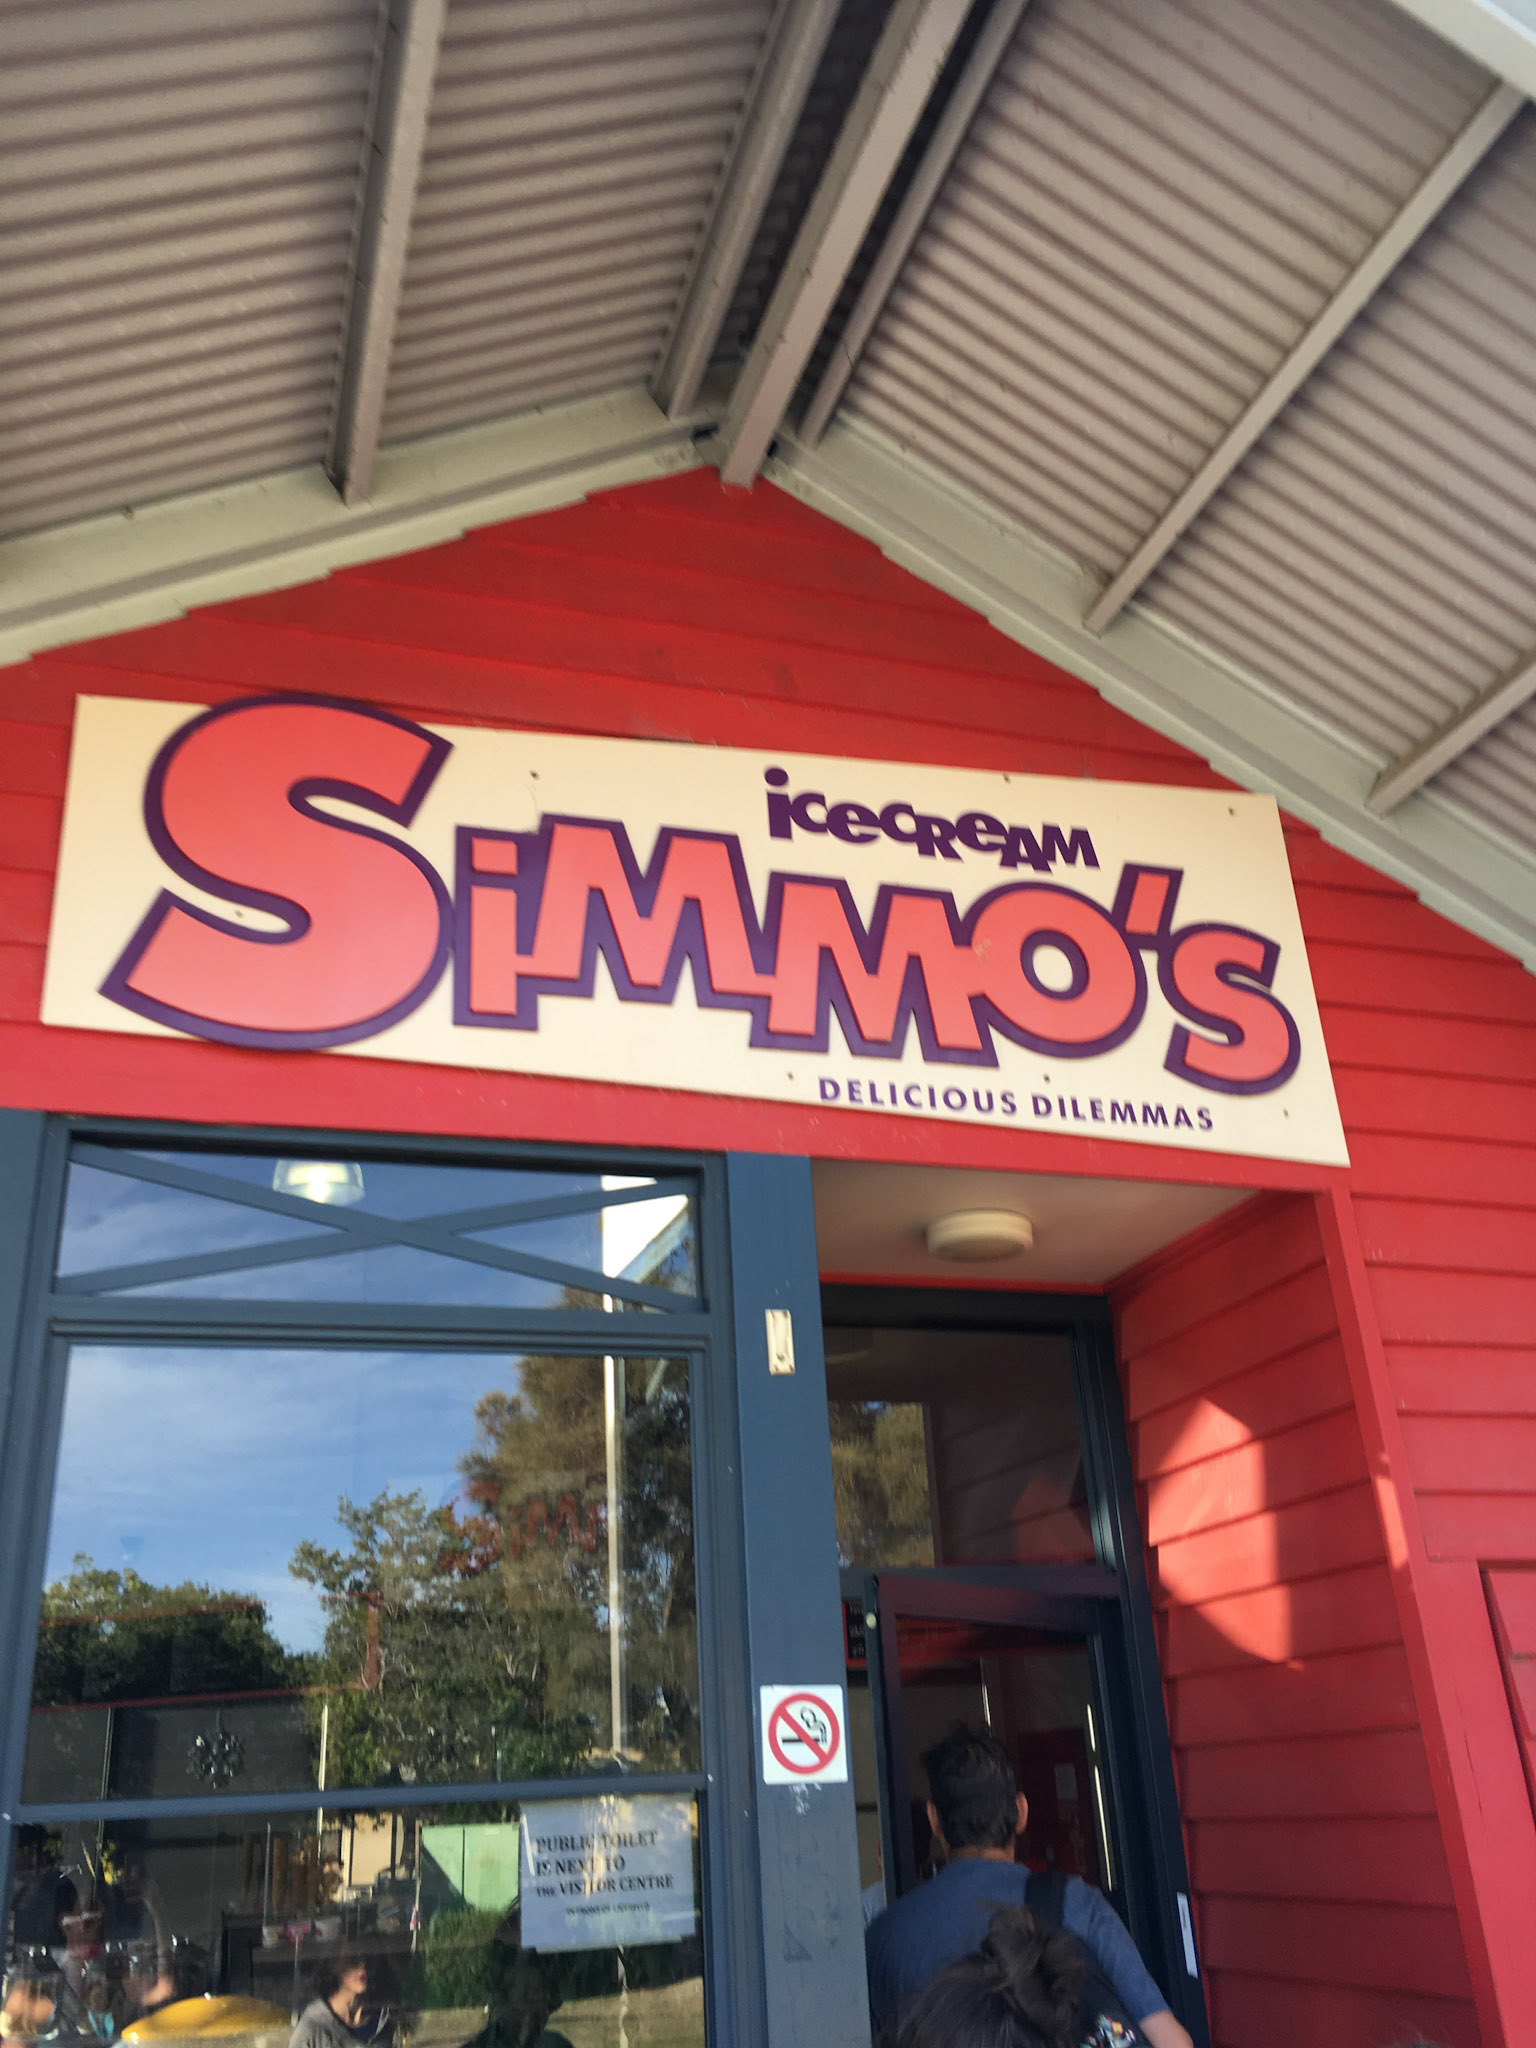 icecReAM
SiMMO's
DELICIOUS DILEMMAS
PUBLIC TOILET
IS NEXT TO
THE VISITOR CENTRE